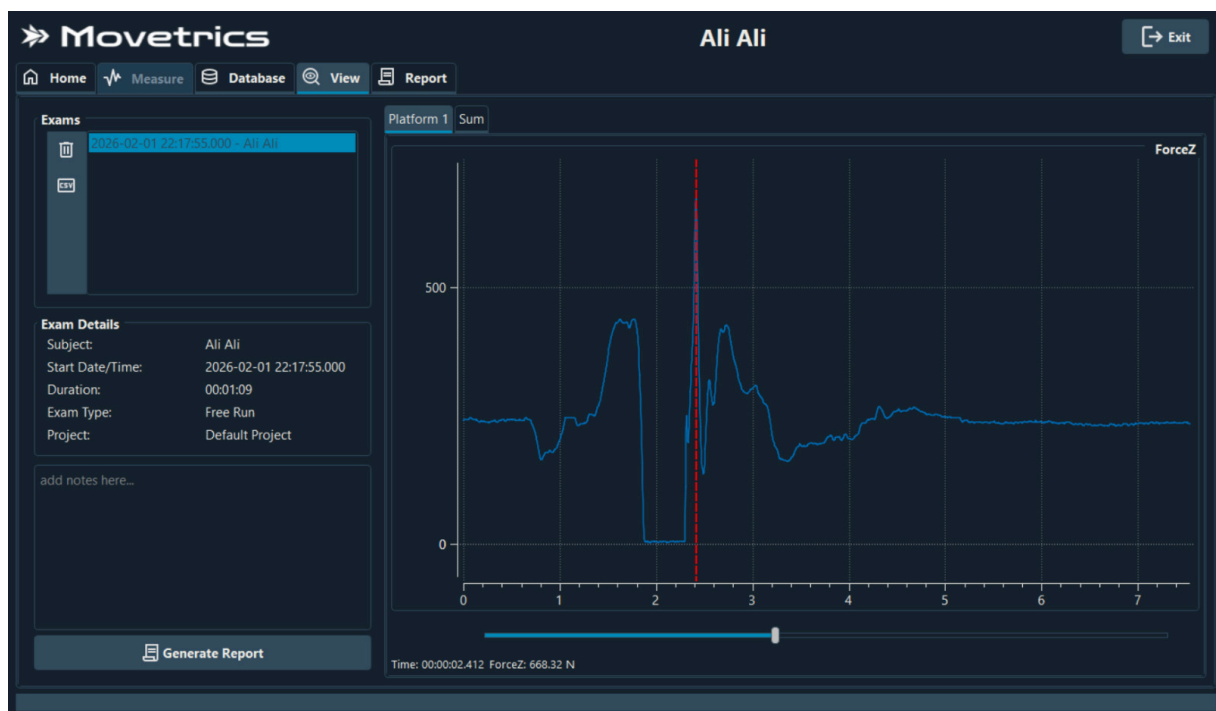 Movetrics
Ali Ali
Exit
Home Measure Database View Report
Exams
2026-02-01 22:17:55.000 - Ali Ali
CSV
Exam Details
Subject: Ali Ali
Start Date/Time: 2026-02-01 22:17:55.000
Duration: 00:01:09
Exam Type: Free Run
Project: Default Project
add notes here...
Generate Report
Platform 1 Sum
ForceZ
500
0
0 1 2 3 4 5 6 7
Time: 00:00:02.412 ForceZ: 668.32 N